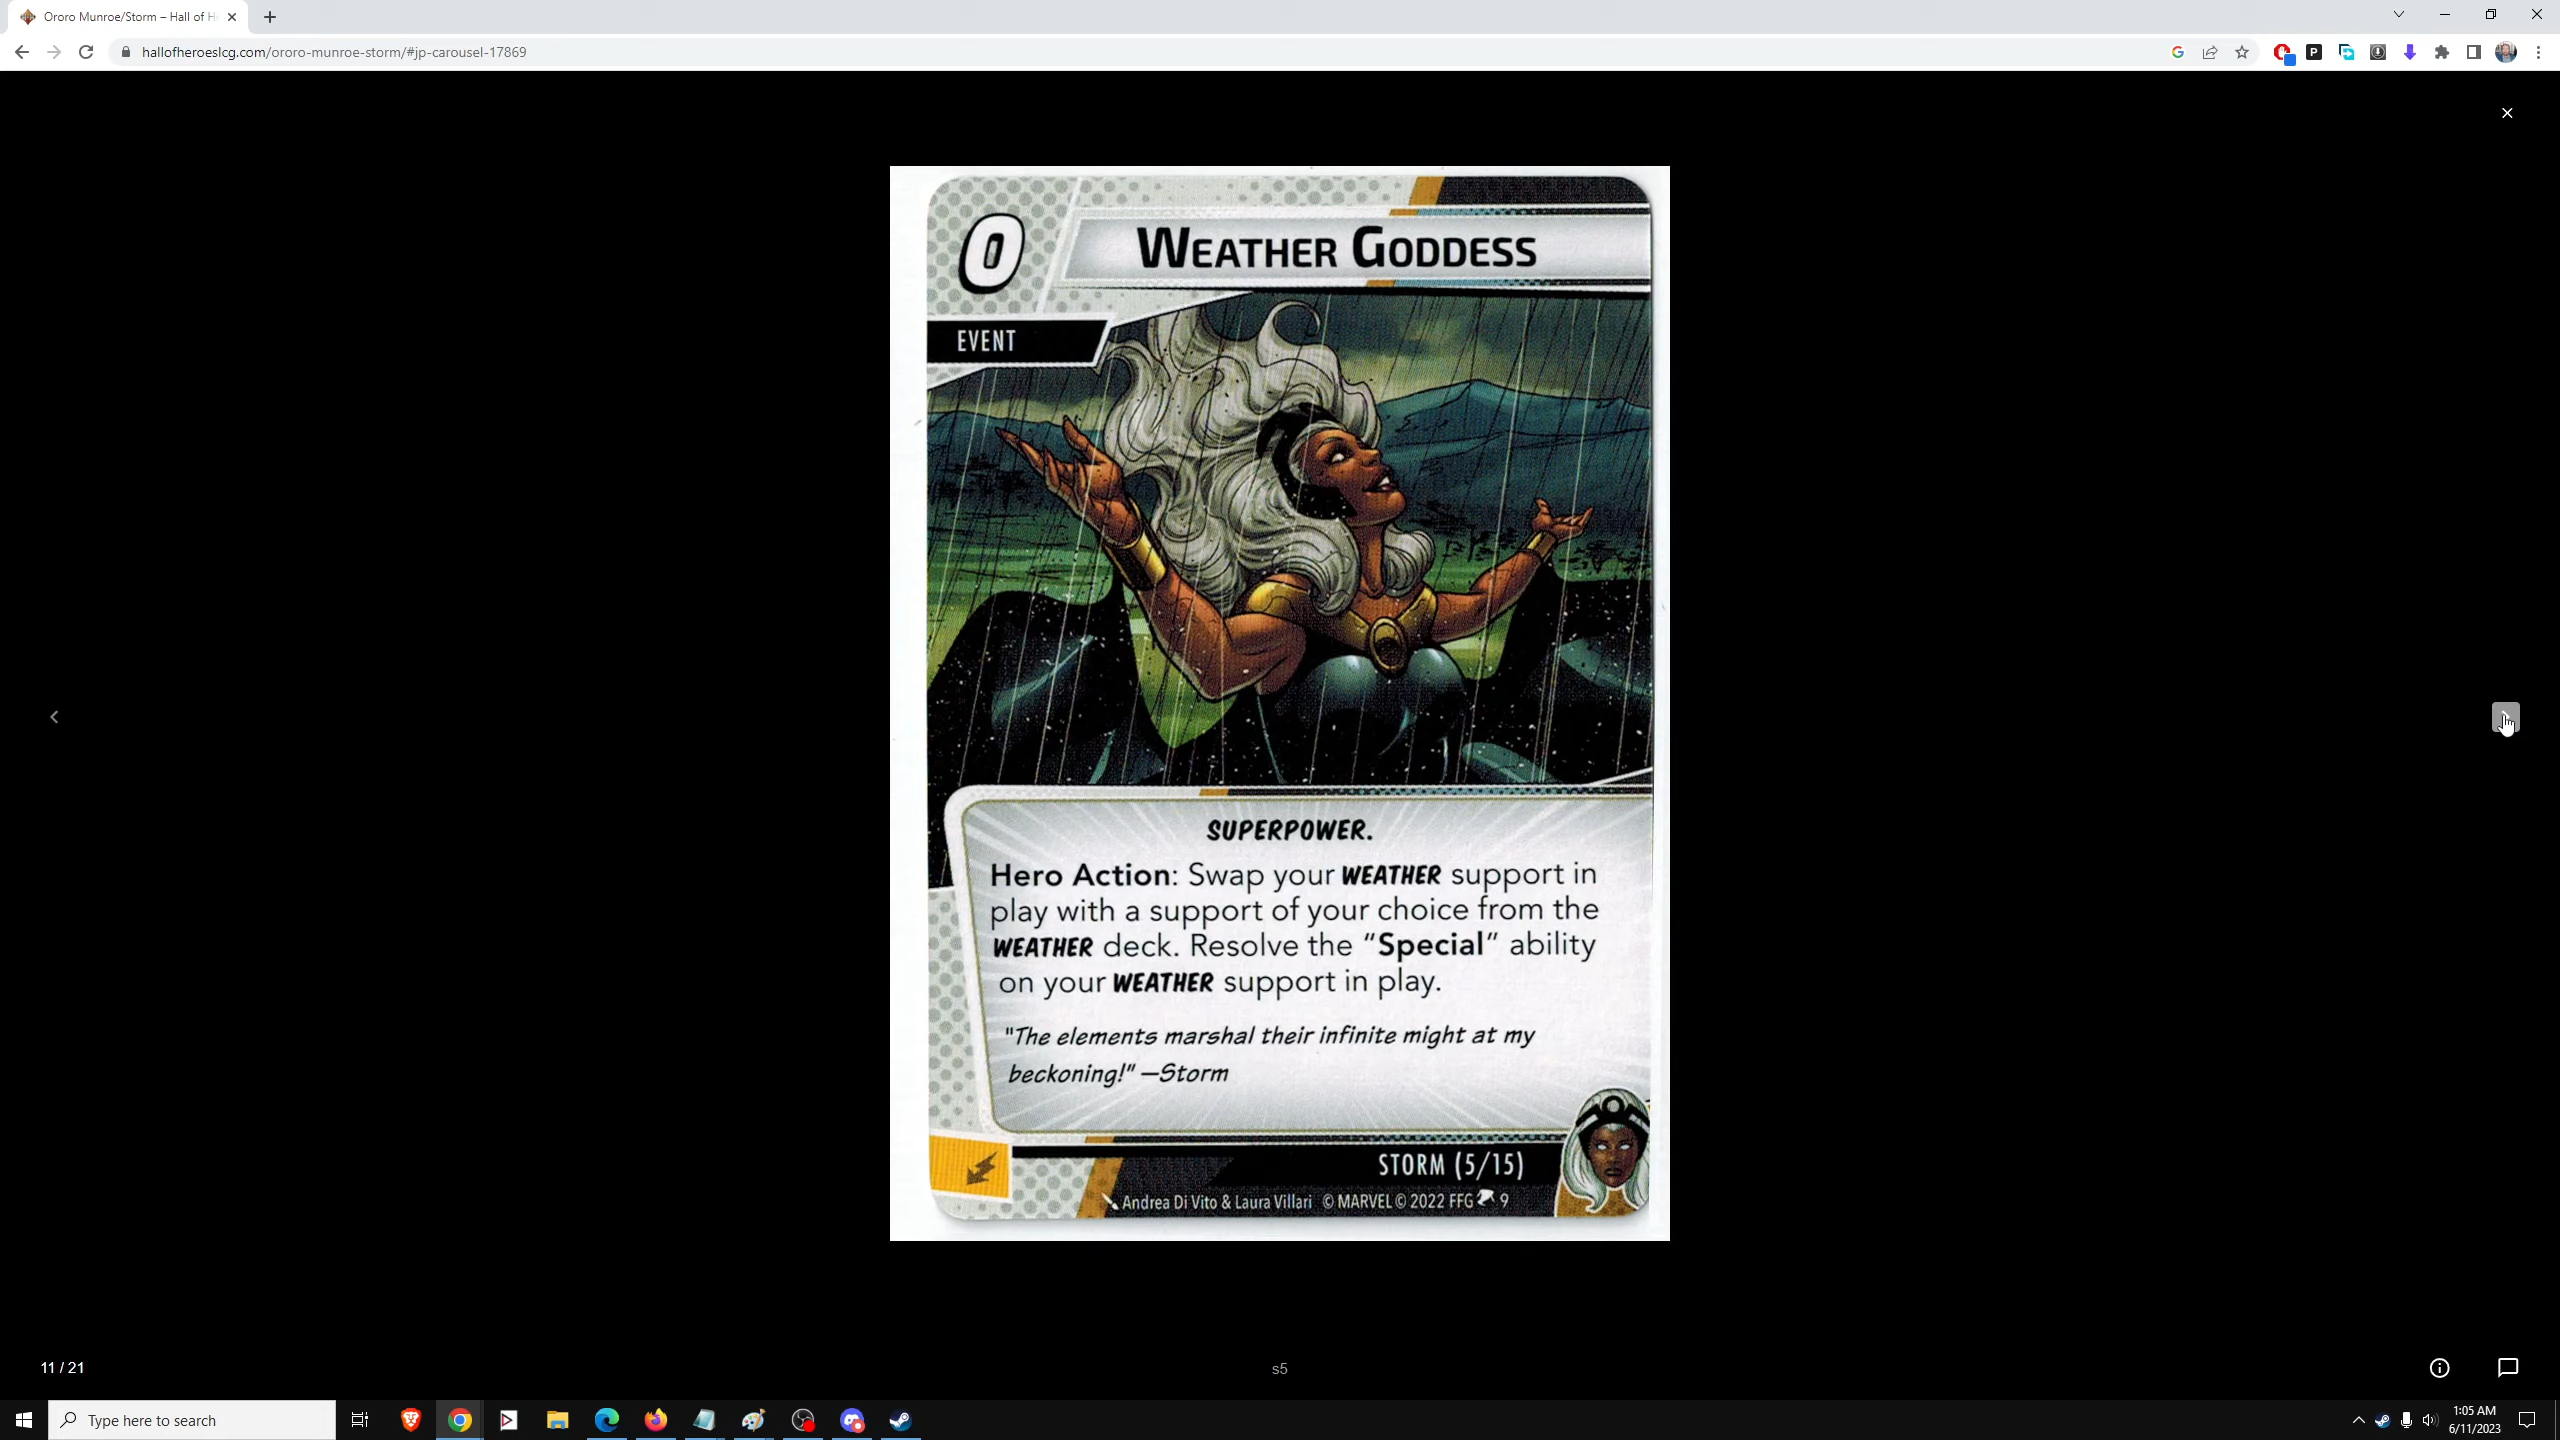 Ororo Munroe/Storm – Hall of H
hallofheroeslcg.com/ororo-munroe-storm/#jp-carousel-17869
0
WEATHER GODDESS
EVENT
SUPERPOWER.
Hero Action: Swap your WEATHER support in
play with a support of your choice from the
WEATHER deck. Resolve the “Special” ability
on your WEATHER support in play.
"The elements marshal their infinite might at my
beckoning!" —Storm
STORM (5/15)
Andrea Di Vito & Laura Villari © MARVEL © 2022 FFG 9
11 / 21
s5
Type here to search
1:05 AM
6/11/2023